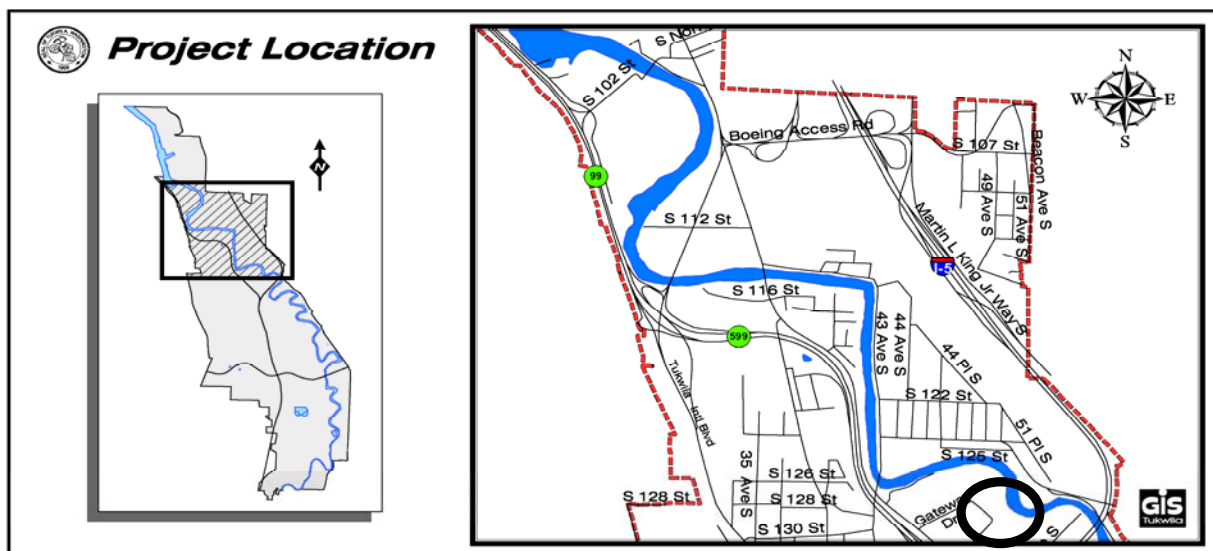 Project Location
N
N
W E
S
S 102 St
Boeing Access Rd
S 107 St
Beacon Ave S
49 Ave S
51 Ave S
99
S 112 St
Martin L King Jr Way S
I-5
S 116 St
599
43 Ave S
44 Ave S
44 Pl S
Tukwila Intl Blvd
S 122 St
51 Pl S
S 125 St
35 Ave S
S 126 St
S 128 St
S 128 St
S 130 St
GIS
Tukwila